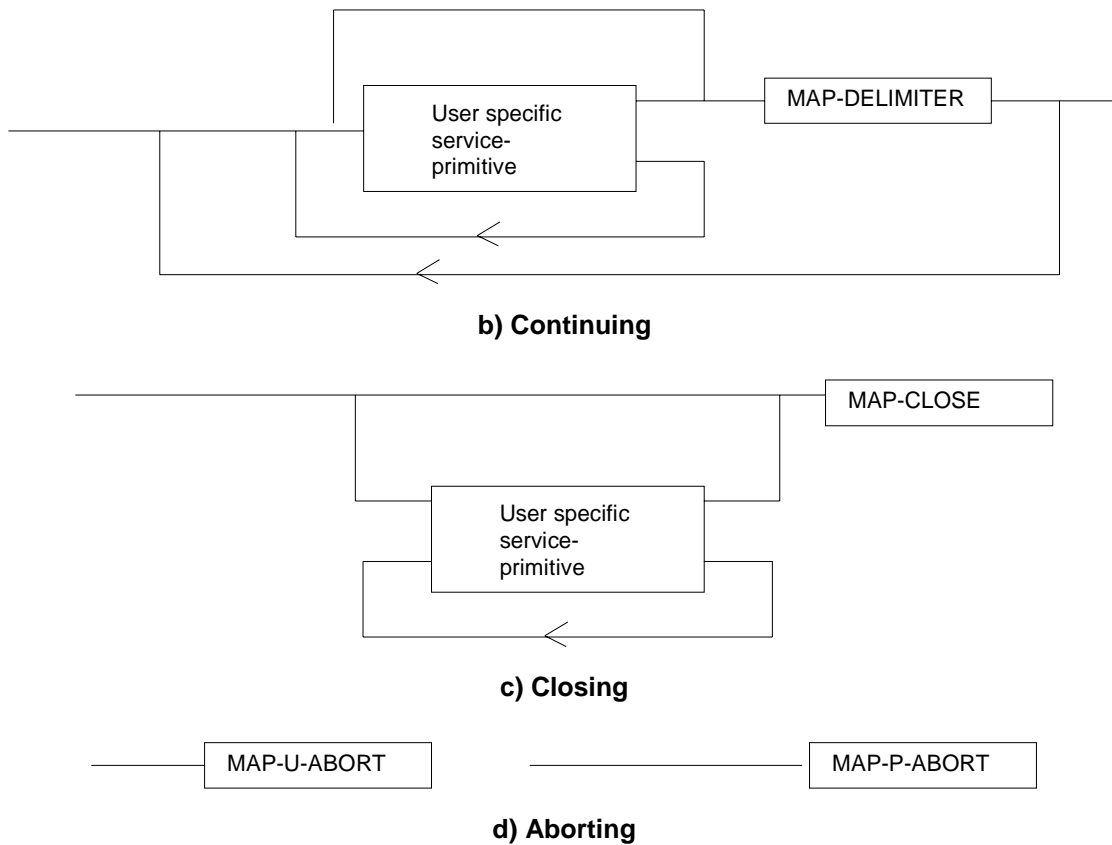 User specific
service-
primitive
MAP-DELIMITER
b) Continuing
MAP-CLOSE
User specific
service-
primitive
c) Closing
MAP-U-ABORT
MAP-P-ABORT
d) Aborting